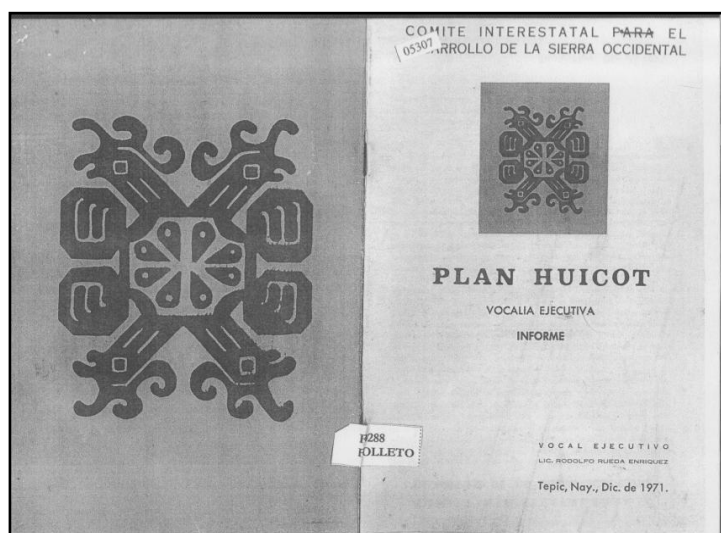 COMITE INTERESTATAL PARA EL
05307
ARROLLO DE LA SIERRA OCCIDENTAL
PLAN HUICOT
VOCALIA EJECUTIVA
INFORME
288
FOLLETO
VOCAL EJECUTIVO
LIC. RODOLFO RUEDA ENRIQUEZ
Tepic, Nay., Dic. de 1971.